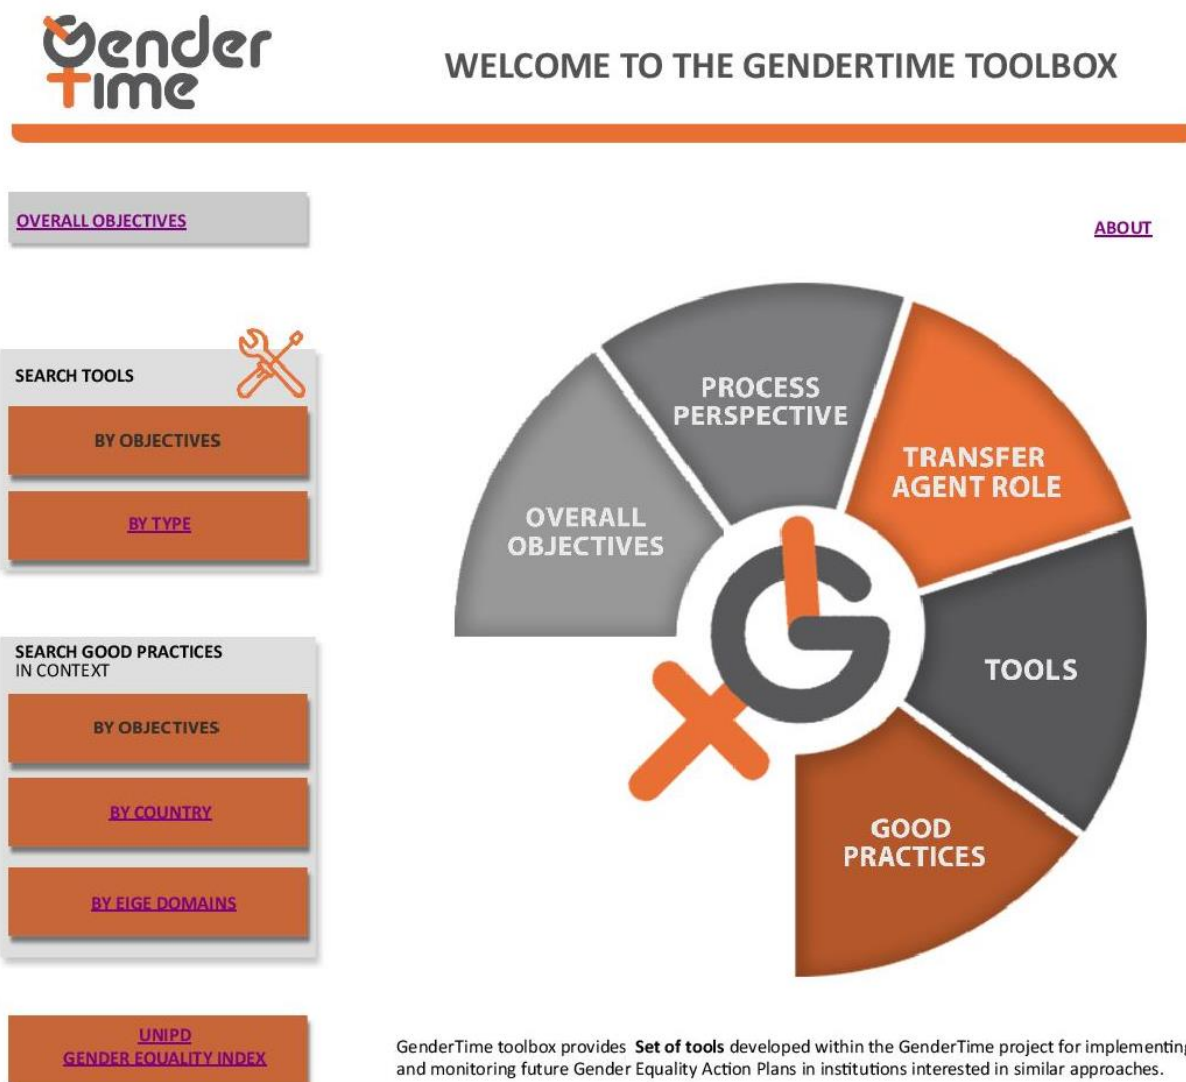 Gender
Time
WELCOME TO THE GENDERTIME TOOLBOX
OVERALL OBJECTIVES
ABOUT
SEARCH TOOLS
BY OBJECTIVES
BY TYPE
SEARCH GOOD PRACTICES
IN CONTEXT
BY OBJECTIVES
BY COUNTRY
BY EIGE DOMAINS
UNIPD
GENDER EQUALITY INDEX
OVERALL
OBJECTIVES
PROCESS
PERSPECTIVE
TRANSFER
AGENT ROLE
TOOLS
GOOD
PRACTICES
GenderTime toolbox provides Set of tools developed within the GenderTime project for implementing
and monitoring future Gender Equality Action Plans in institutions interested in similar approaches.